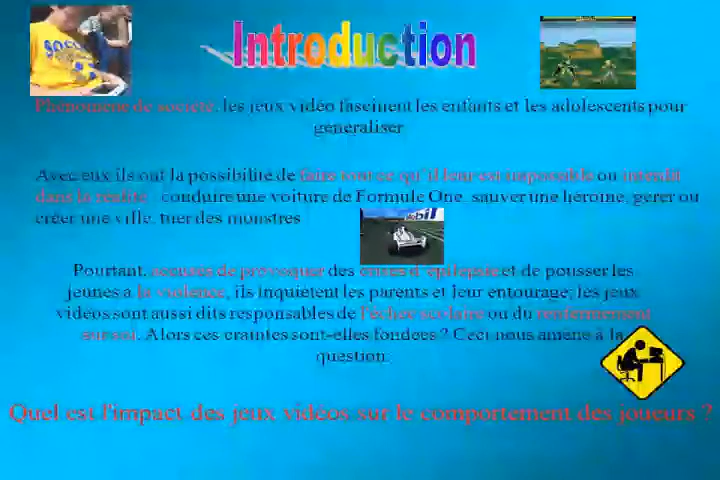 Introduction
Phénomène de société, les jeux vidéo fascinent les enfants et les adolescents pour
généraliser
Avec eux ils ont la possibilité de faire tout ce qu'il leur est impossible ou interdit
dans la réalité : conduire une voiture de Formule One, sauver une héroïne, gérer ou
créer une ville, tuer des monstres
Pourtant, accusés de provoquer des crises d'épilepsie et de pousser les
jeunes à la violence, ils inquiètent les parents et leur entourage; les jeux
vidéos sont aussi dits responsables de l'échec scolaire ou du renfermement
sur soi. Alors ces craintes sont-elles fondées ? Ceci nous amène à la
question:
Quel est l'impact des jeux vidéos sur le comportement des joueurs ?